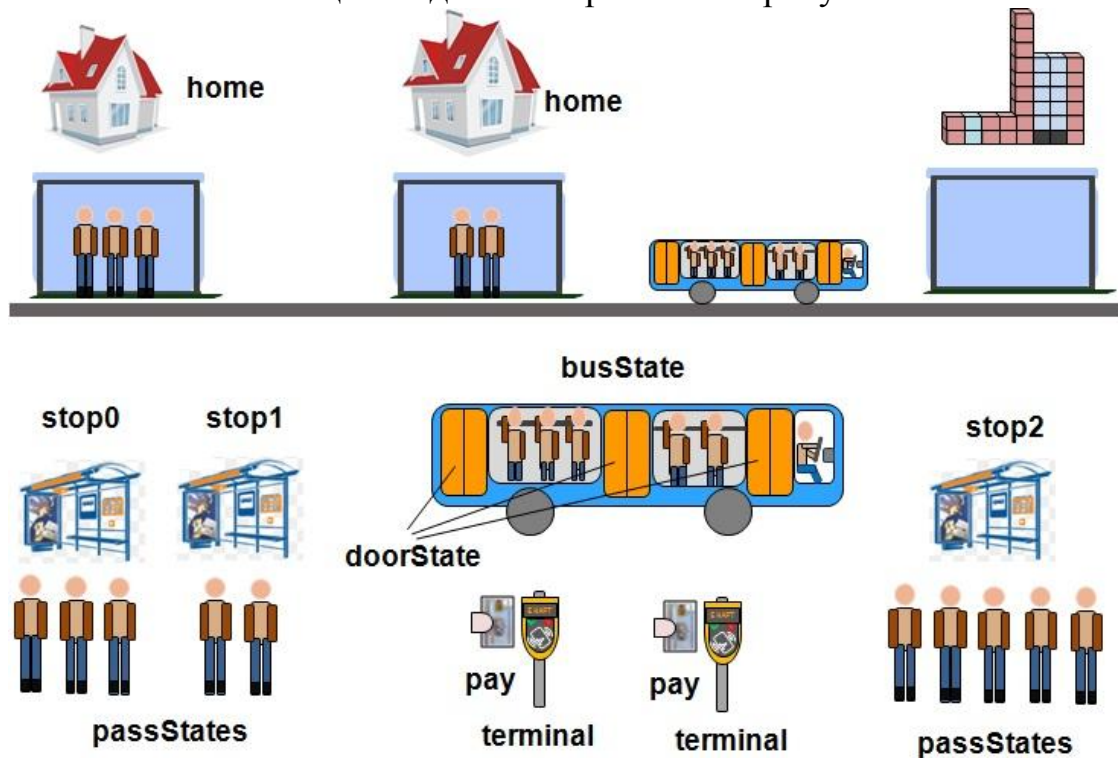 home
home
busState
stop0
stop1
stop2
doorState
pay
pay
passStates
terminal
terminal
passStates